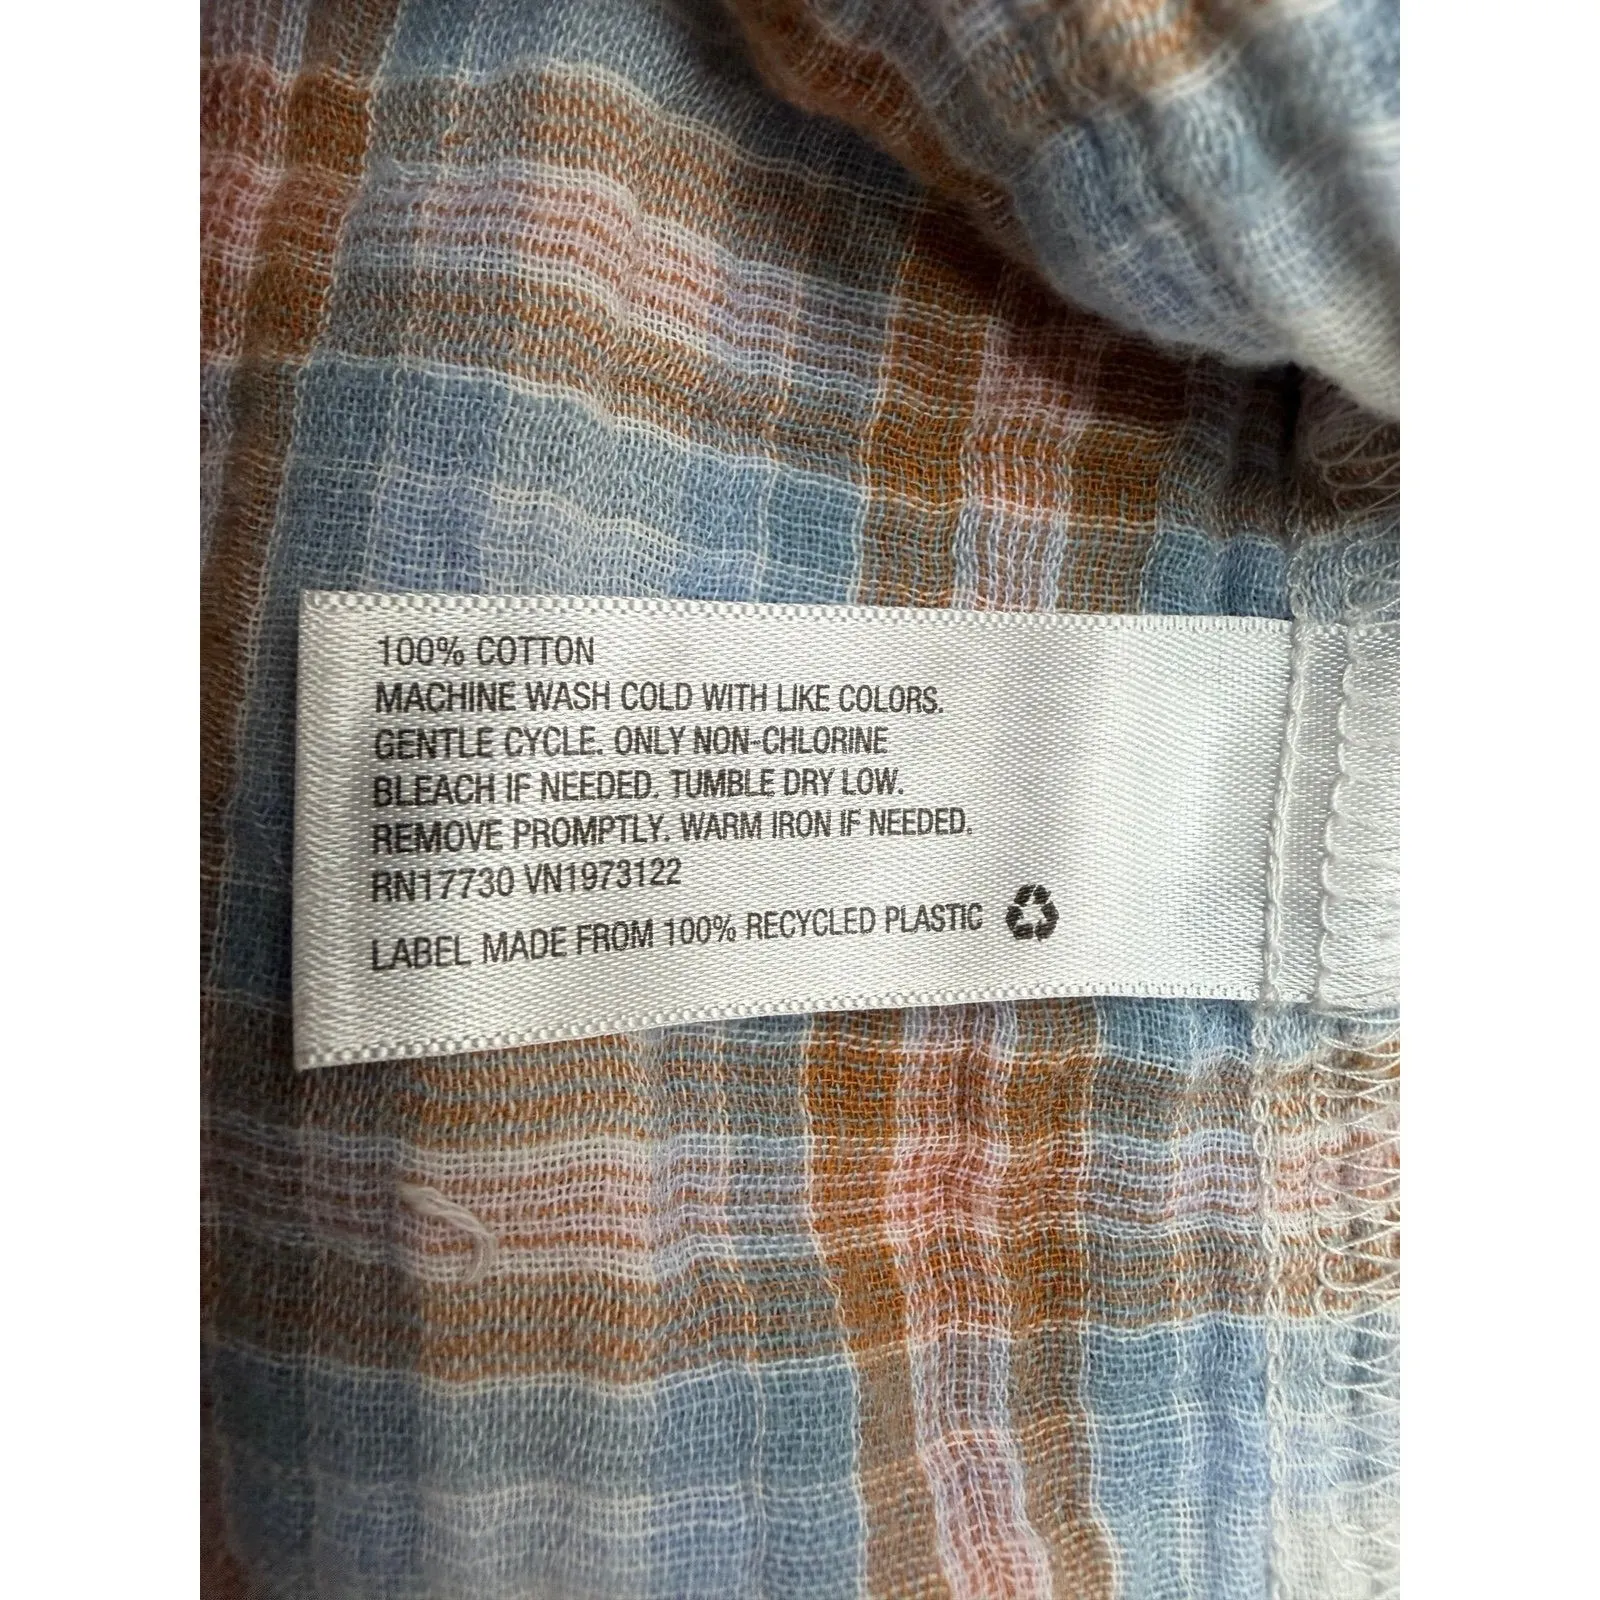 100% COTTON
MACHINE WASH COLD WITH LIKE COLORS.
GENTLE CYCLE. ONLY NON-CHLORINE
BLEACH IF NEEDED. TUMBLE DRY LOW.
REMOVE PROMPTLY. WARM IRON IF NEEDED.
RN17730 VN1973122
LABEL MADE FROM 100% RECYCLED PLASTIC